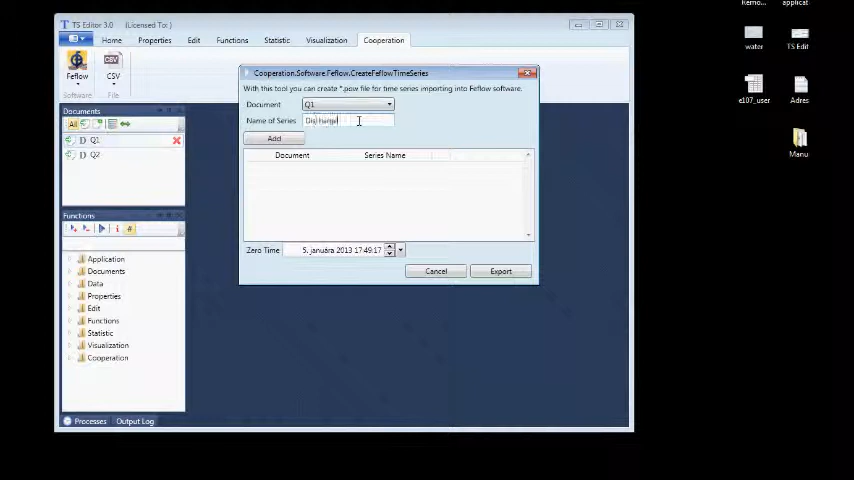 Remo...
applicat
water
TS Edit
e107_user
Adres
Manu
TS Editor 3.0 (Licensed To: )
Home Properties Edit Functions Statistic Visualization Cooperation
Feflow CSV
Software File
Documents
All
D Q1
D Q2
Functions
Application
Documents
Data
Properties
Edit
Functions
Statistic
Visualization
Cooperation
Processes Output Log
Cooperation.Software.Feflow.CreateFeflowTimeSeries
With this tool you can create *.pow file for time series importing into Feflow software.
Document Q1
Name of Series
Add
Document Series Name
Zero Time 5. januára 2013 17:49:17
Cancel Export